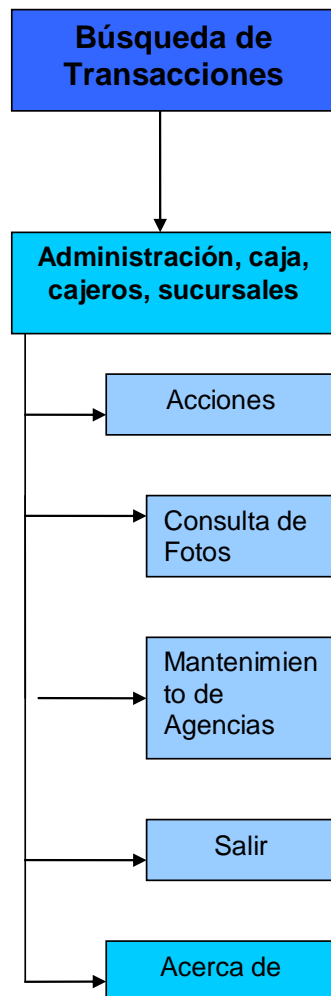 Búsqueda de
Transacciones
Administración, caja,
cajeros, sucursales
Acciones
Consulta de
Fotos
Mantenimien
to de
Agencias
Salir
Acerca de